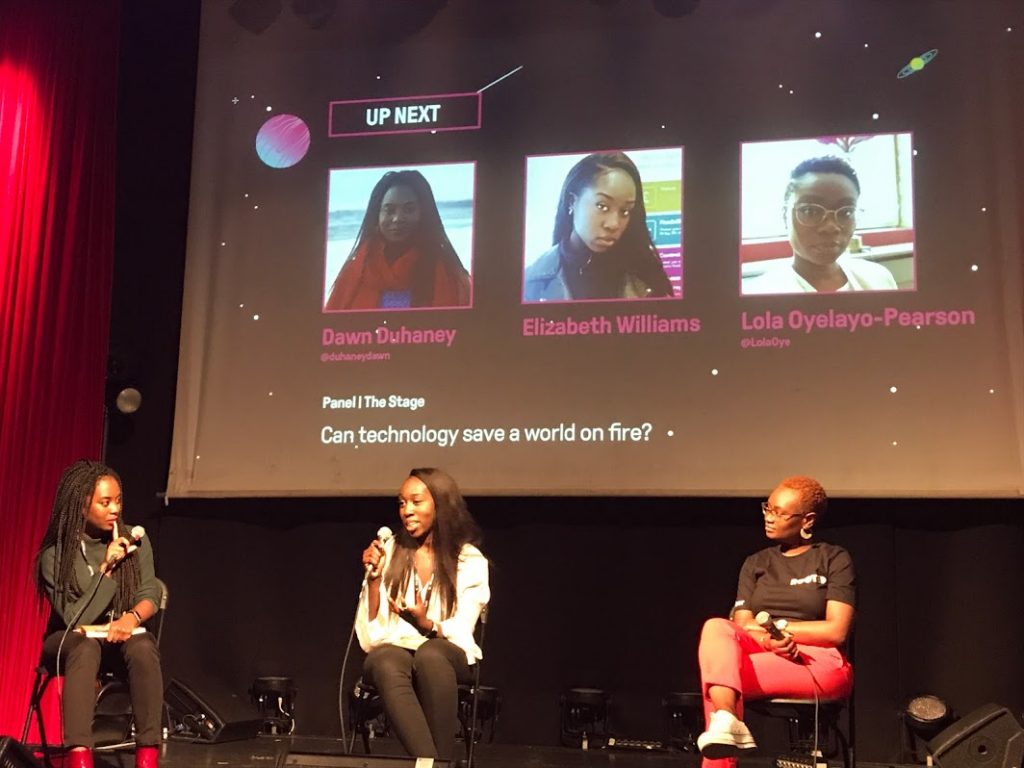 UP NEXT
Dawn Duhaney
@duhaneydawn
Elizabeth Williams
Lola Oyelayo-Pearson
@LolaOye
Panel | The Stage
Can technology save a world on fire?